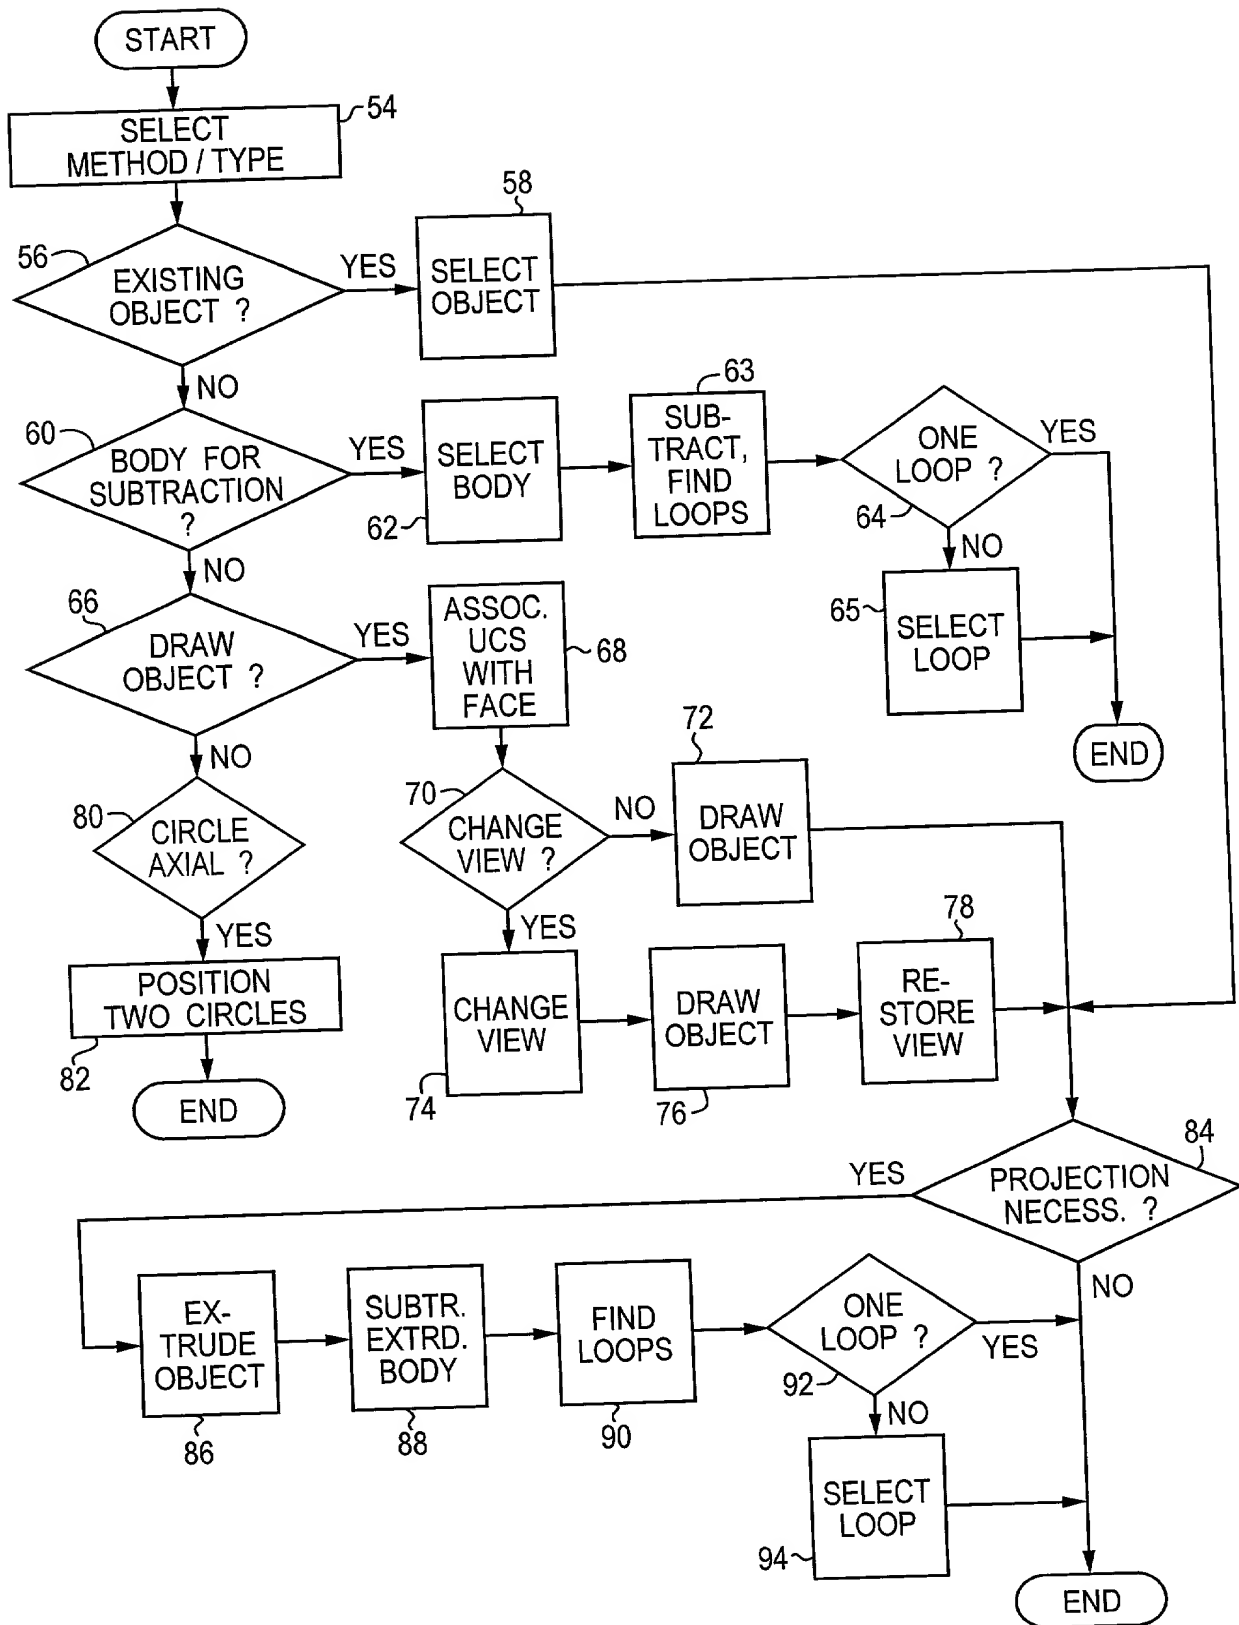 START
54
SELECT
METHOD / TYPE
56
EXISTING
OBJECT ?
YES
58
SELECT
OBJECT
NO
60
BODY FOR
SUBTRACTION
?
YES
SELECT
BODY
62
63
SUB-
TRACT,
FIND
LOOPS
ONE
LOOP ?
YES
64
NO
65
SELECT
LOOP
END
NO
66
DRAW
OBJECT ?
YES
ASSOC.
UCS
WITH
FACE
68
NO
70
CHANGE
VIEW ?
NO
72
DRAW
OBJECT
80
CIRCLE
AXIAL ?
YES
YES
POSITION
TWO CIRCLES
82
END
CHANGE
VIEW
74
DRAW
OBJECT
76
78
RE-
STORE
VIEW
84
PROJECTION
NECESS. ?
YES
NO
EX-
TRUDE
OBJECT
86
SUBTR.
EXTRD.
BODY
88
FIND
LOOPS
90
ONE
LOOP ?
92
YES
NO
SELECT
LOOP
94
END